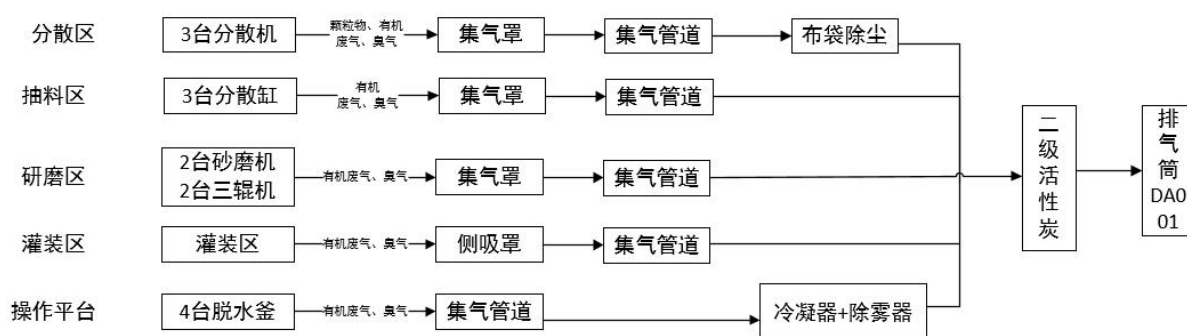 分散区
3台分散机
颗粒物、有机
废气、臭气
集气罩
集气管道
布袋除尘
抽料区
3台分散缸
有机
废气、臭气
集气罩
集气管道
研磨区
2台砂磨机
2台三辊机
有机废气、臭气
集气罩
集气管道
二级活性炭
排气筒
DA0
01
灌装区
灌装区
有机废气、臭气
侧吸罩
集气管道
操作平台
4台脱水釜
有机废气、臭气
集气管道
冷凝器+除雾器